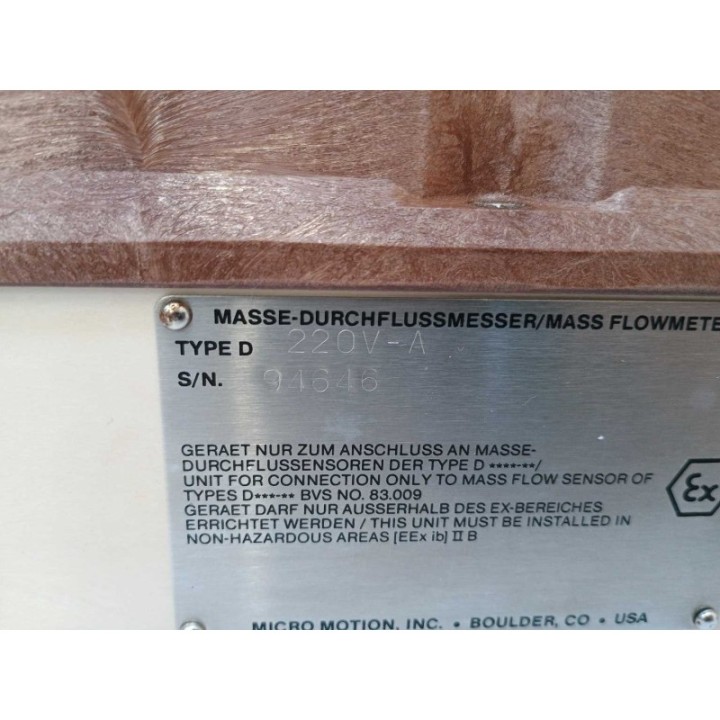 MASSE-DURCHFLUSSMESSER/MASS FLOWMETE
TYPE D 220V-A
S/N. 94646
GERAET NUR ZUM ANSCHLUSS AN MASSE-
DURCHFLUSSENSOREN DER TYPE D ****-**/
UNIT FOR CONNECTION ONLY TO MASS FLOW SENSOR OF
TYPES D***-** BVS NO. 83.009
GERAET DARF NUR AUSSERHALB DES EX-BEREICHES
ERRICHTET WERDEN / THIS UNIT MUST BE INSTALLED IN
NON-HAZARDOUS AREAS [EEx ib] II B
Ex
MICRO MOTION, INC. • BOULDER, CO • USA